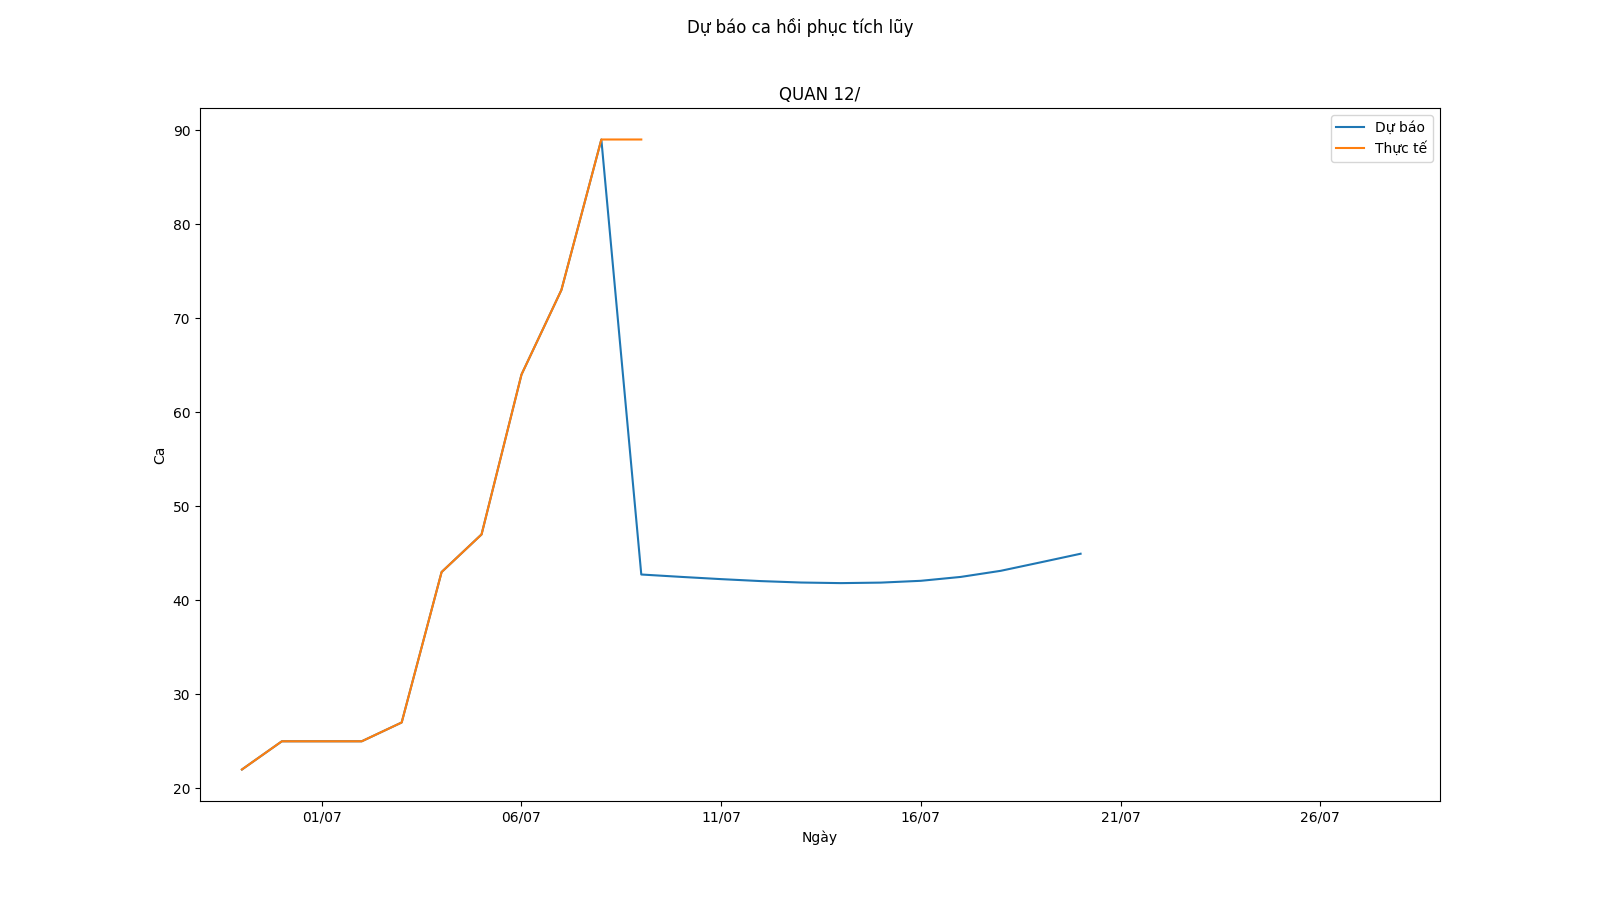 Dự báo ca hồi phục tích lũy
QUAN 12/
Dự báo
Thực tế
90
80
70
60
50
40
30
20
Ca
01/07
06/07
11/07
16/07
21/07
26/07
Ngày